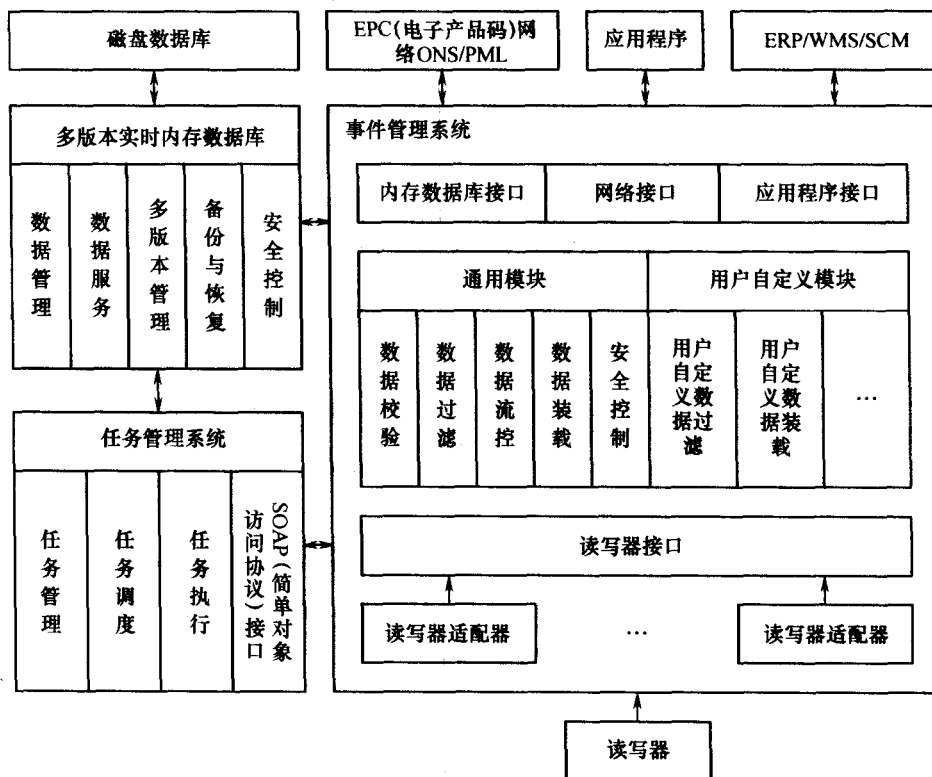 磁盘数据库
EPC(电子产品码)网
络ONS/PML
应用程序
ERP/WMS/SCM
多版本实时内存数据库
数据管理
数据服务
多版本管理
备份与恢复
安全控制
事件管理系统
内存数据库接口
网络接口
应用程序接口
通用模块
用户自定义模块
数据校验
数据过滤
数据流控
数据装载
安全控制
用户
自定
义数
据过
滤
用户
自定
义数
据装
载
…
任务管理系统
任务管理
任务调度
任务执行
SOAP(简单对象
访问协议)接口
读写器接口
读写器适配器
…
读写器适配器
读写器